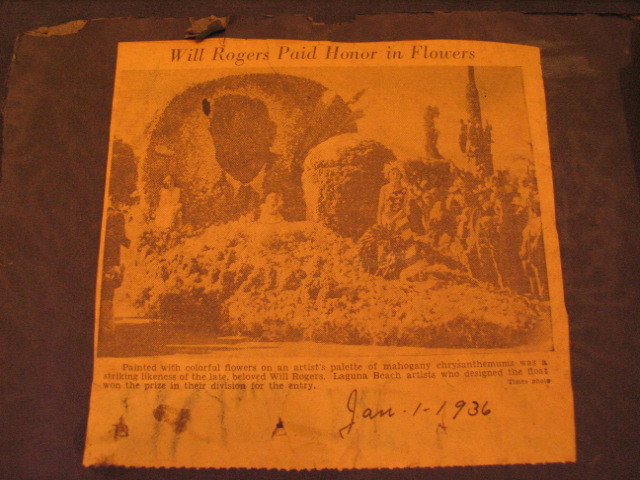 Will Rogers Paid Honor in Flowers
Painted with colorful flowers on an artist's palette of mahogany chrysanthemums was a
striking likeness of the late, beloved Will Rogers. Laguna Beach artists who designed the float
won the prize in their division for the entry.
Times photo
Jan-1-1936